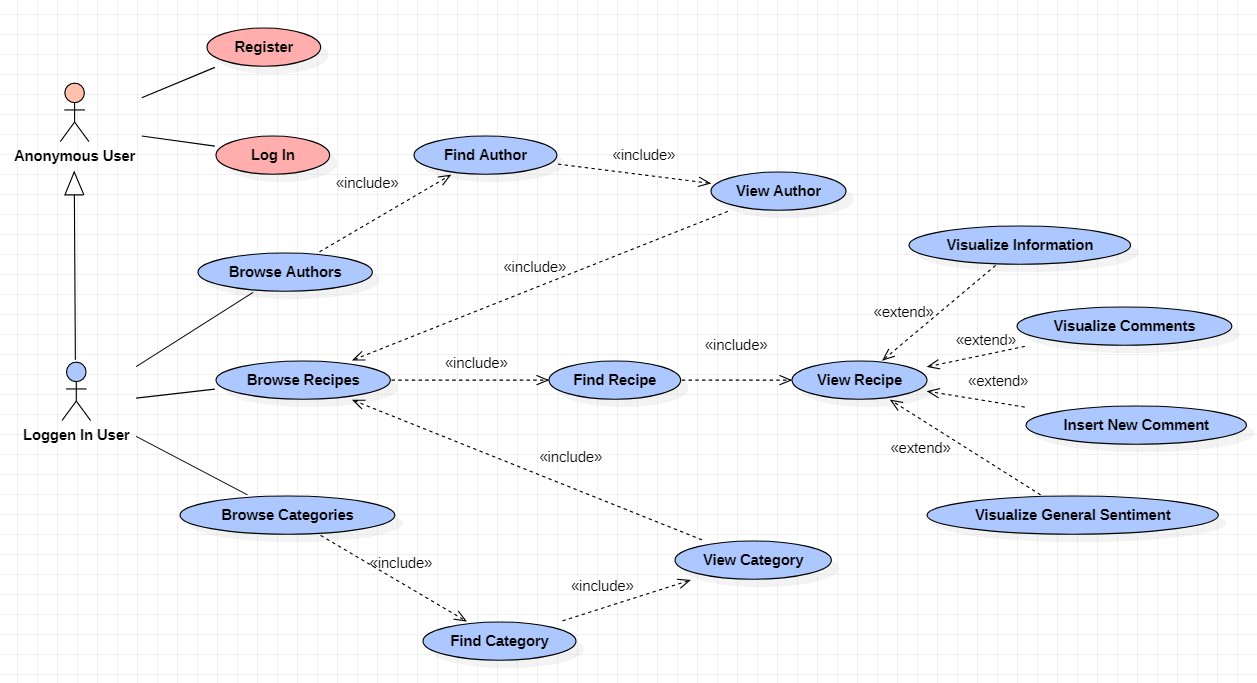 Register
Anonymous User
Log In
Find Author
«include»
«include»
View Author
Browse Authors
«include»
Visualize Information
«extend»
Visualize Comments
«extend»
Loggen In User
Browse Recipes
«include»
Find Recipe
«include»
View Recipe
«extend»
Insert New Comment
«extend»
«include»
Browse Categories
Visualize General Sentiment
«include»
View Category
«include»
Find Category